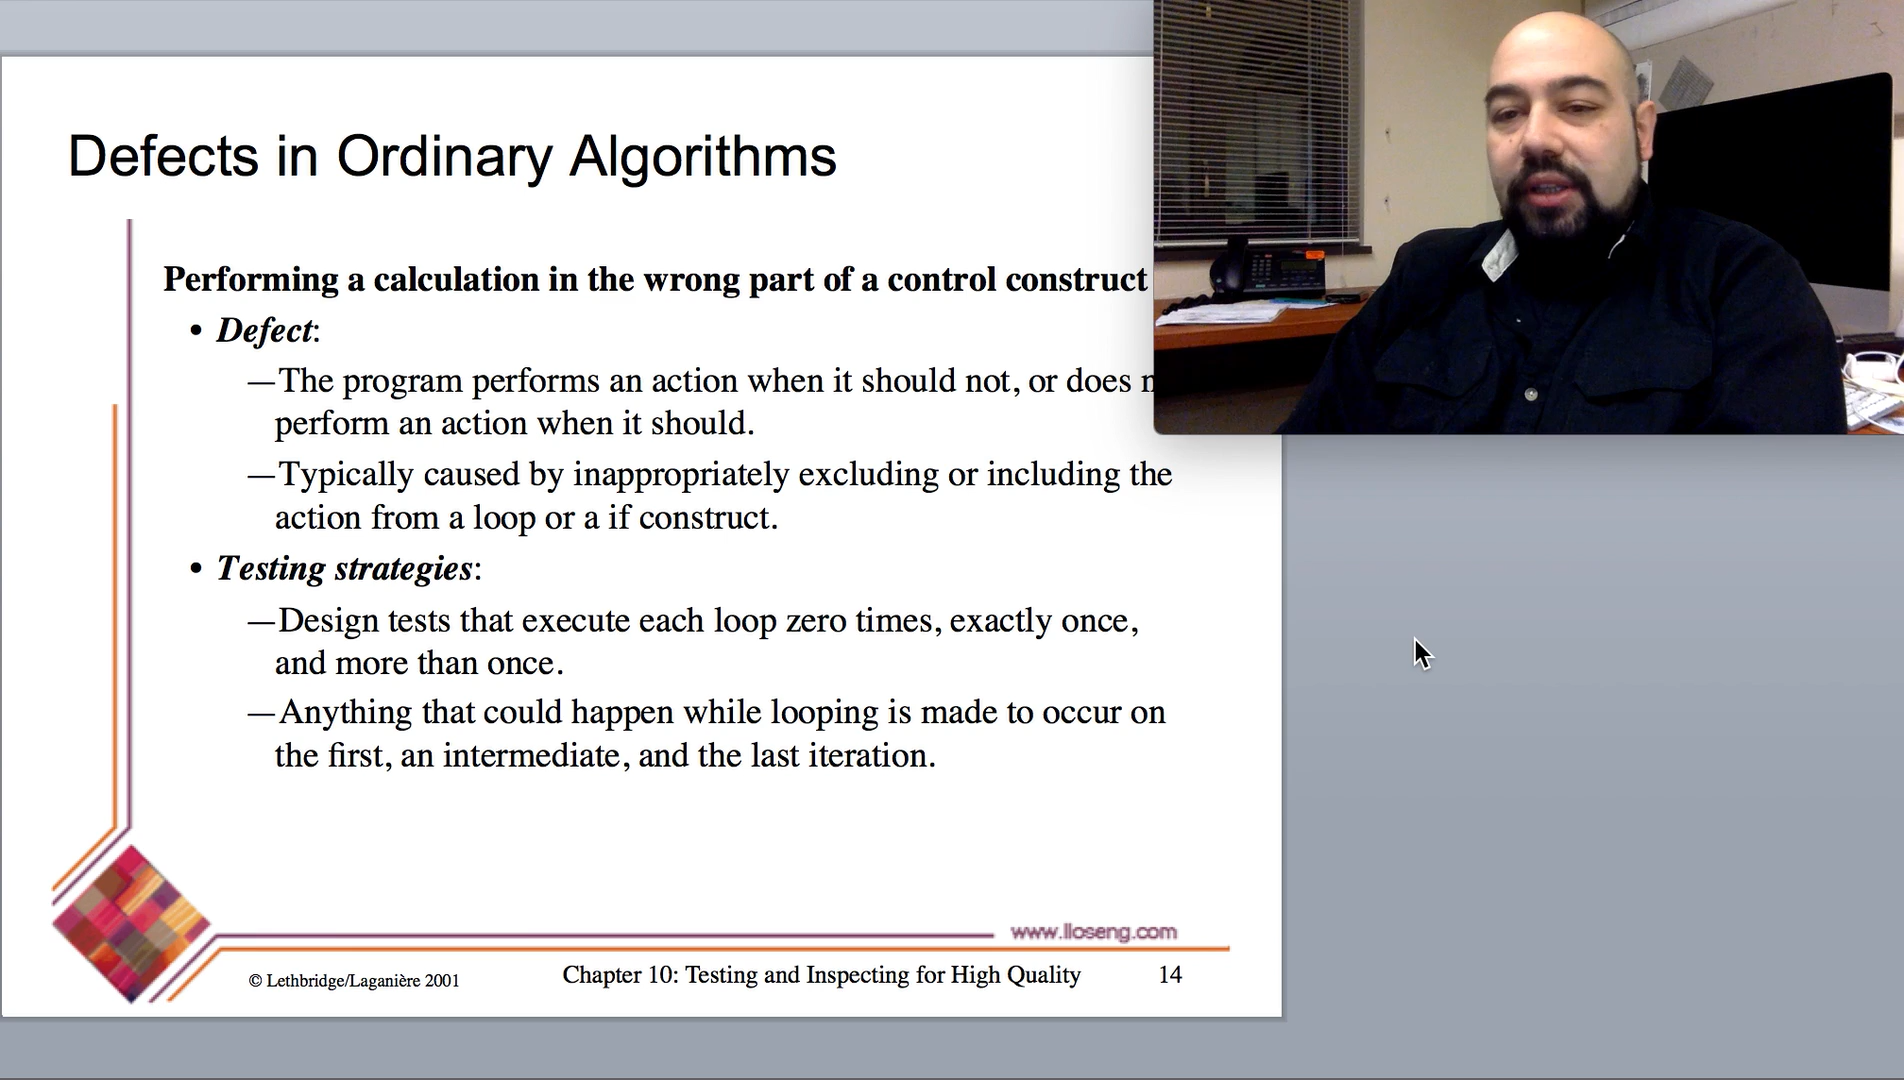 Defects in Ordinary Algorithms
Performing a calculation in the wrong part of a control construct
• Defect:
—The program performs an action when it should not, or does
perform an action when it should.
—Typically caused by inappropriately excluding or including the
action from a loop or a if construct.
• Testing strategies:
—Design tests that execute each loop zero times, exactly once,
and more than once.
—Anything that could happen while looping is made to occur on
the first, an intermediate, and the last iteration.
www.lloseng.com
© Lethbridge/Laganière 2001
Chapter 10: Testing and Inspecting for High Quality
14